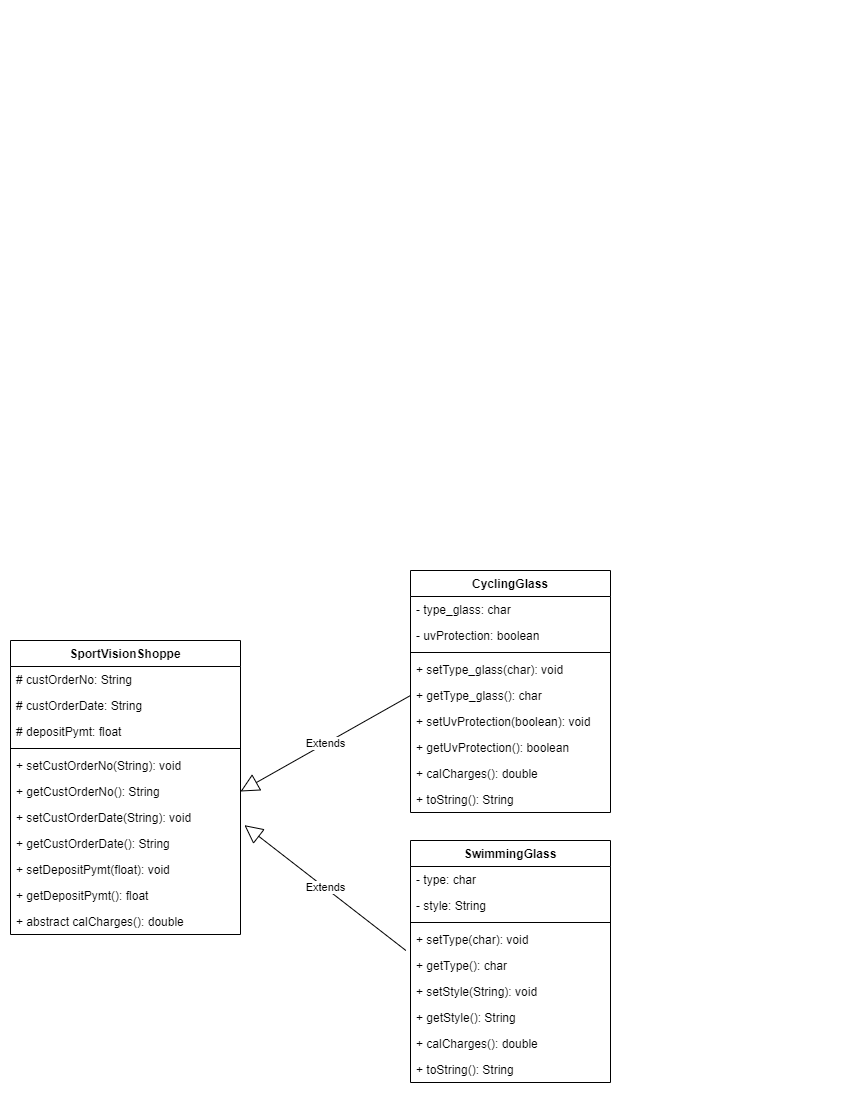 SportVisionShoppe
# custOrderNo: String
# custOrderDate: String
# depositPymt: float
+ setCustOrderNo(String): void
+ getCustOrderNo(): String
+ setCustOrderDate(String): void
+ getCustOrderDate(): String
+ setDepositPymt(float): void
+ getDepositPymt(): float
+ abstract calCharges(): double
Extends
Extends
CyclingGlass
- type_glass: char
- uvProtection: boolean
+ setType_glass(char): void
+ getType_glass(): char
+ setUvProtection(boolean): void
+ getUvProtection(): boolean
+ calCharges(): double
+ toString(): String
SwimmingGlass
- type: char
- style: String
+ setType(char): void
+ getType(): char
+ setStyle(String): void
+ getStyle(): String
+ calCharges(): double
+ toString(): String